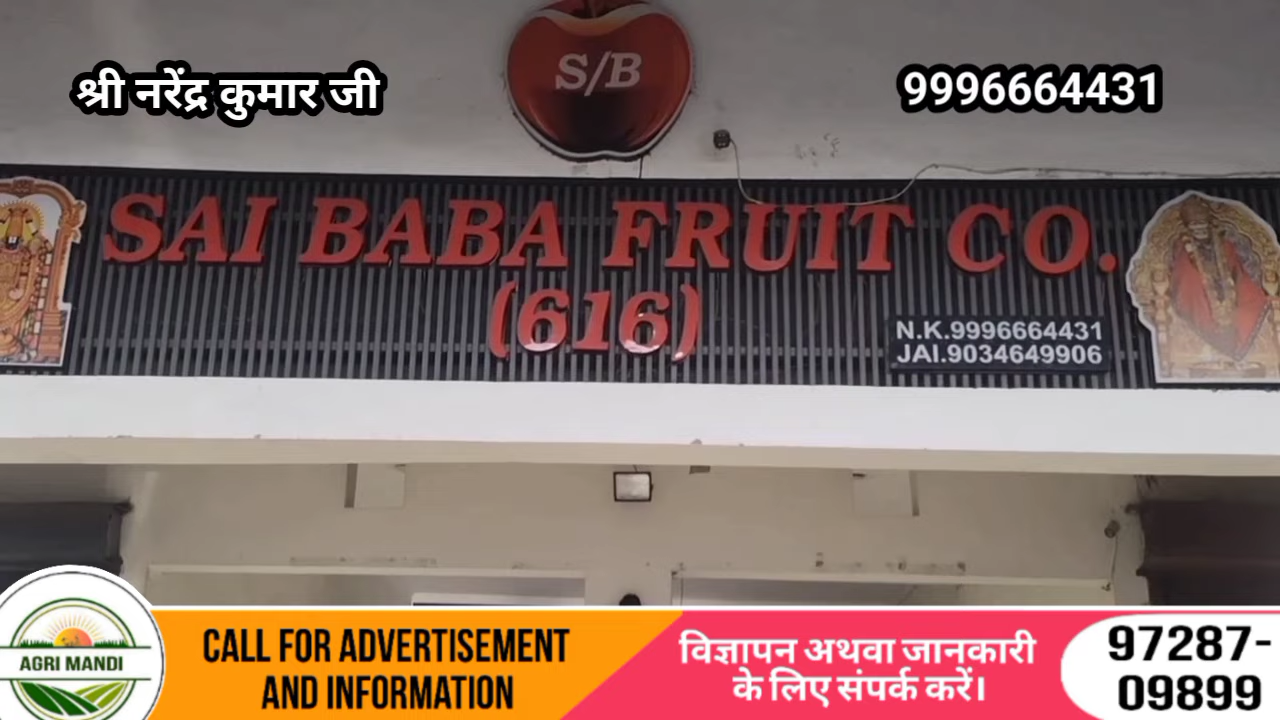 S/B
श्री नरेंद्र कुमार जी
9996664431
SAI BABA FRUIT CO.
(616)
N.K.9996664431
JAI.9034649906
AGRI MANDI
CALL FOR ADVERTISEMENT
AND INFORMATION
विज्ञापन अथवा जानकारी
के लिए संपर्क करें।
97287-
09899